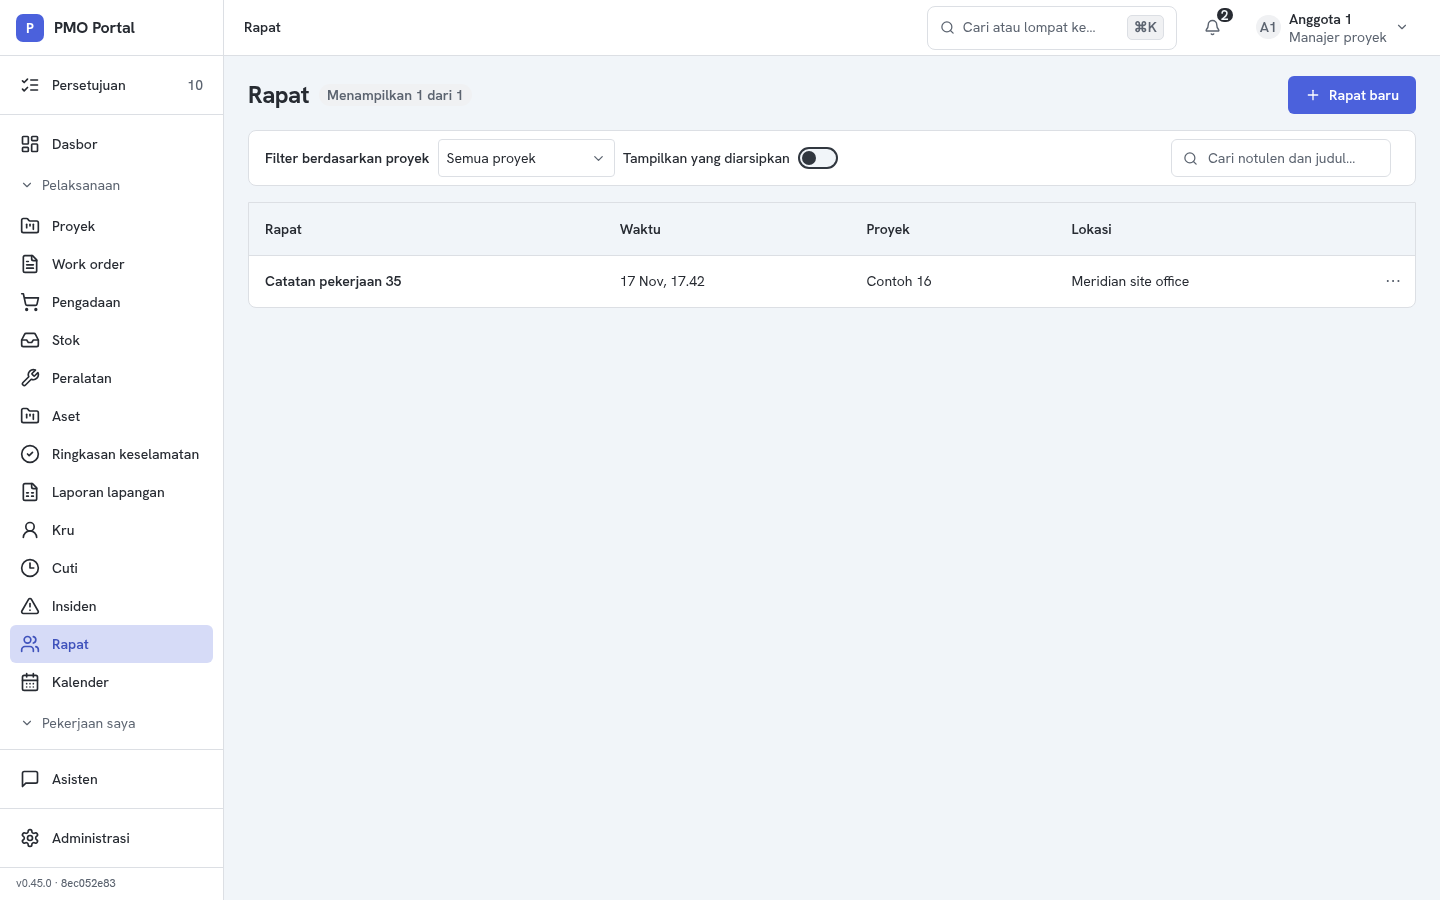 P PMO Portal
Rapat
Cari atau lompat ke... ⌘K
2
A1
Anggota 1
Manajer proyek
Persetujuan 10
Dasbor
Pelaksanaan
Proyek
Work order
Pengadaan
Stok
Peralatan
Aset
Ringkasan keselamatan
Laporan lapangan
Kru
Cuti
Insiden
Rapat
Kalender
Pekerjaan saya
Asisten
Administrasi
v0.45.0 · 8ec052e83
Rapat Menampilkan 1 dari 1
Rapat baru
Filter berdasarkan proyek Semua proyek Tampilkan yang diarsipkan Cari notulen dan judul...
Rapat Waktu Proyek Lokasi
Catatan pekerjaan 35 17 Nov, 17.42 Contoh 16 Meridian site office ...